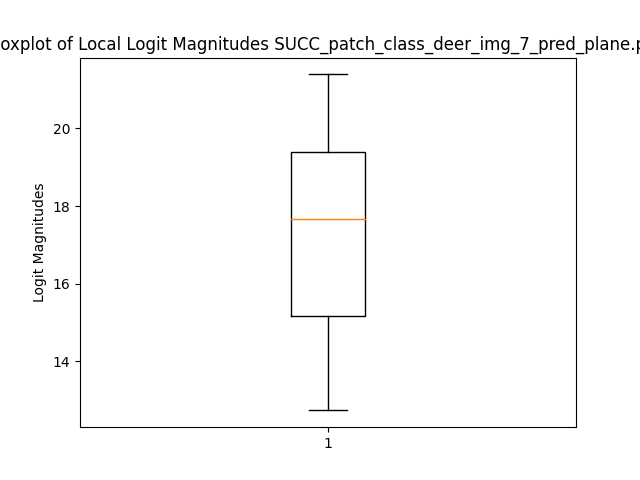 oxplot of Local Logit Magnitudes SUCC_patch_class_deer_img_7_pred_plane.p
20
18
16
14
Logit Magnitudes
1